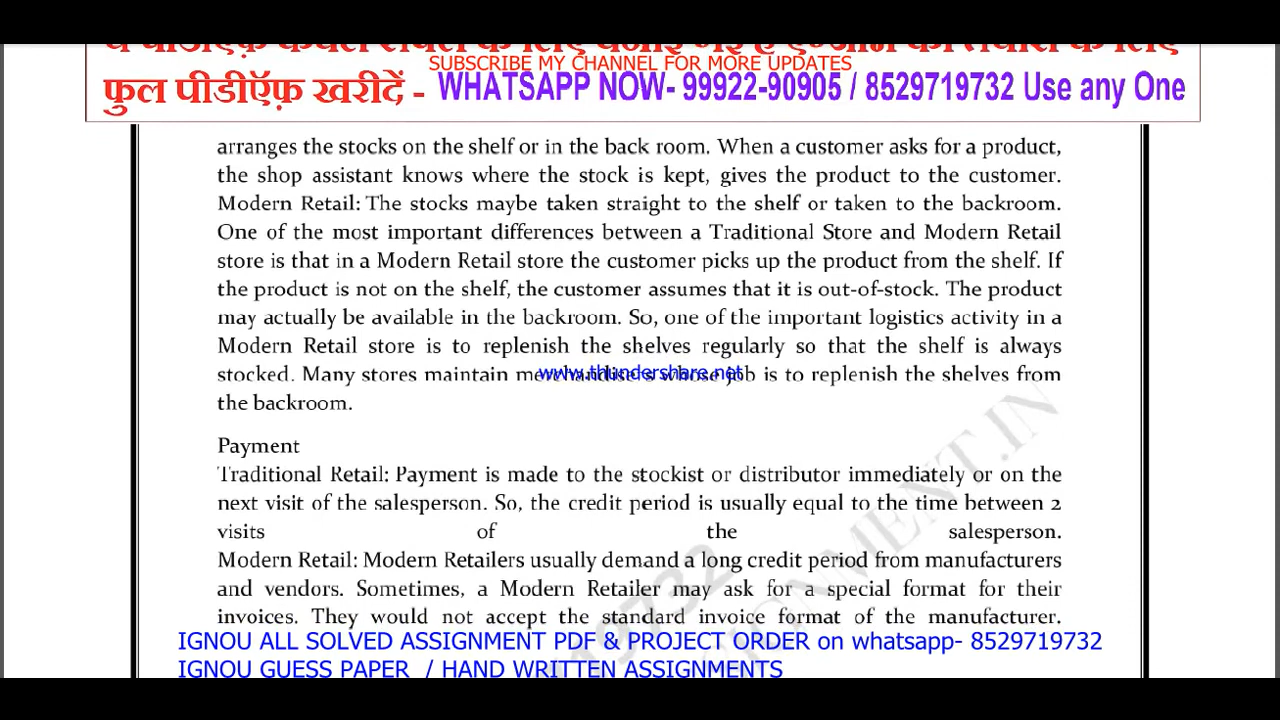 SUBSCRIBE MY CHANNEL FOR MORE UPDATES
फुल पीडीऍफ़ खरीदें - WHATSAPP NOW- 99922-90905 / 8529719732 Use any One
arranges the stocks on the shelf or in the back room. When a customer asks for a product,
the shop assistant knows where the stock is kept, gives the product to the customer.
Modern Retail: The stocks maybe taken straight to the shelf or taken to the backroom.
One of the most important differences between a Traditional Store and Modern Retail
store is that in a Modern Retail store the customer picks up the product from the shelf. If
the product is not on the shelf, the customer assumes that it is out-of-stock. The product
may actually be available in the backroom. So, one of the important logistics activity in a
Modern Retail store is to replenish the shelves regularly so that the shelf is always
stocked. Many stores maintain whose job is to replenish the shelves from
www.thundershare.net
the backroom.
Payment
Traditional Retail: Payment is made to the stockist or distributor immediately or on the
next visit of the salesperson. So, the credit period is usually equal to the time between 2
visits of the salesperson.
Modern Retail: Modern Retailers usually demand a long credit period from manufacturers
and vendors. Sometimes, a Modern Retailer may ask for a special format for their
invoices. They would not accept the standard invoice format of the manufacturer.
IGNOU ALL SOLVED ASSIGNMENT PDF & PROJECT ORDER on whatsapp- 8529719732
IGNOU GUESS PAPER / HAND WRITTEN ASSIGNMENTS